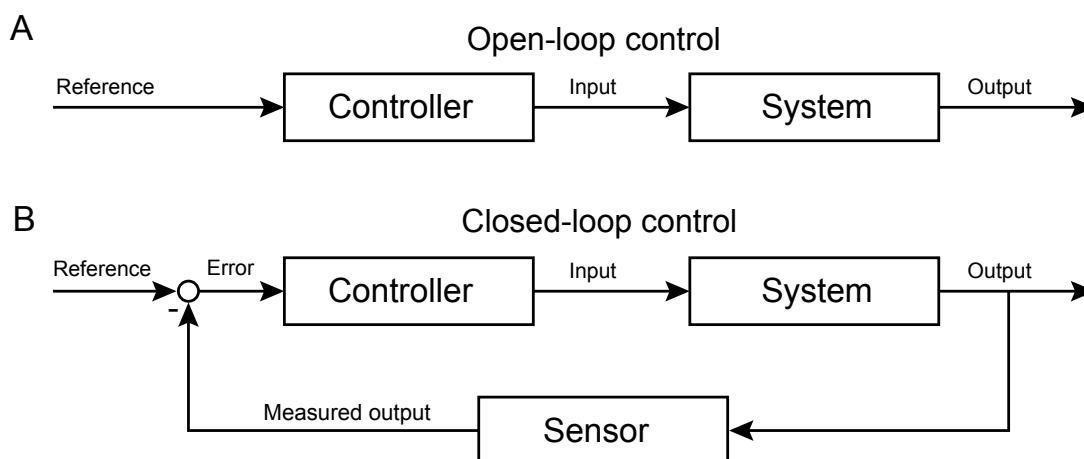 A
Open-loop control
Reference
Controller
Input
System
Output
B
Closed-loop control
Reference
Error
Controller
Input
System
Output
-
Measured output
Sensor